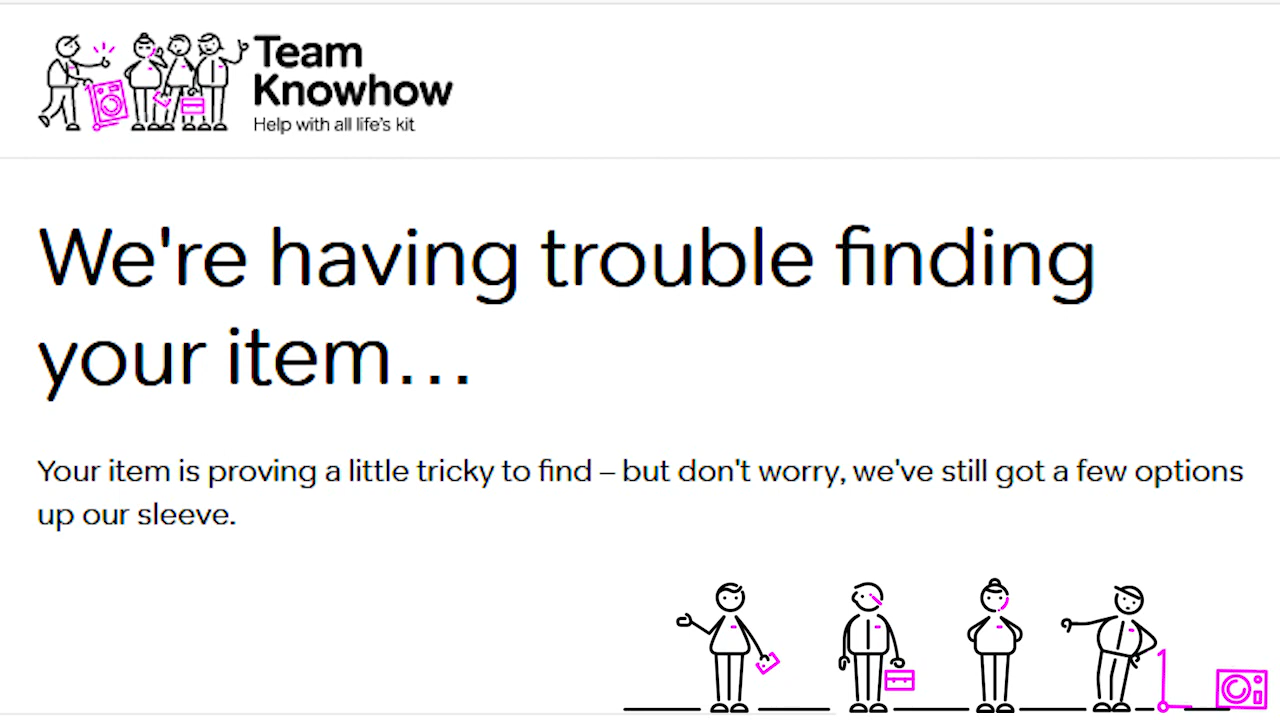 Team
Knowhow
Help with all life's kit
We're having trouble finding
your item...
Your item is proving a little tricky to find – but don't worry, we've still got a few options
up our sleeve.